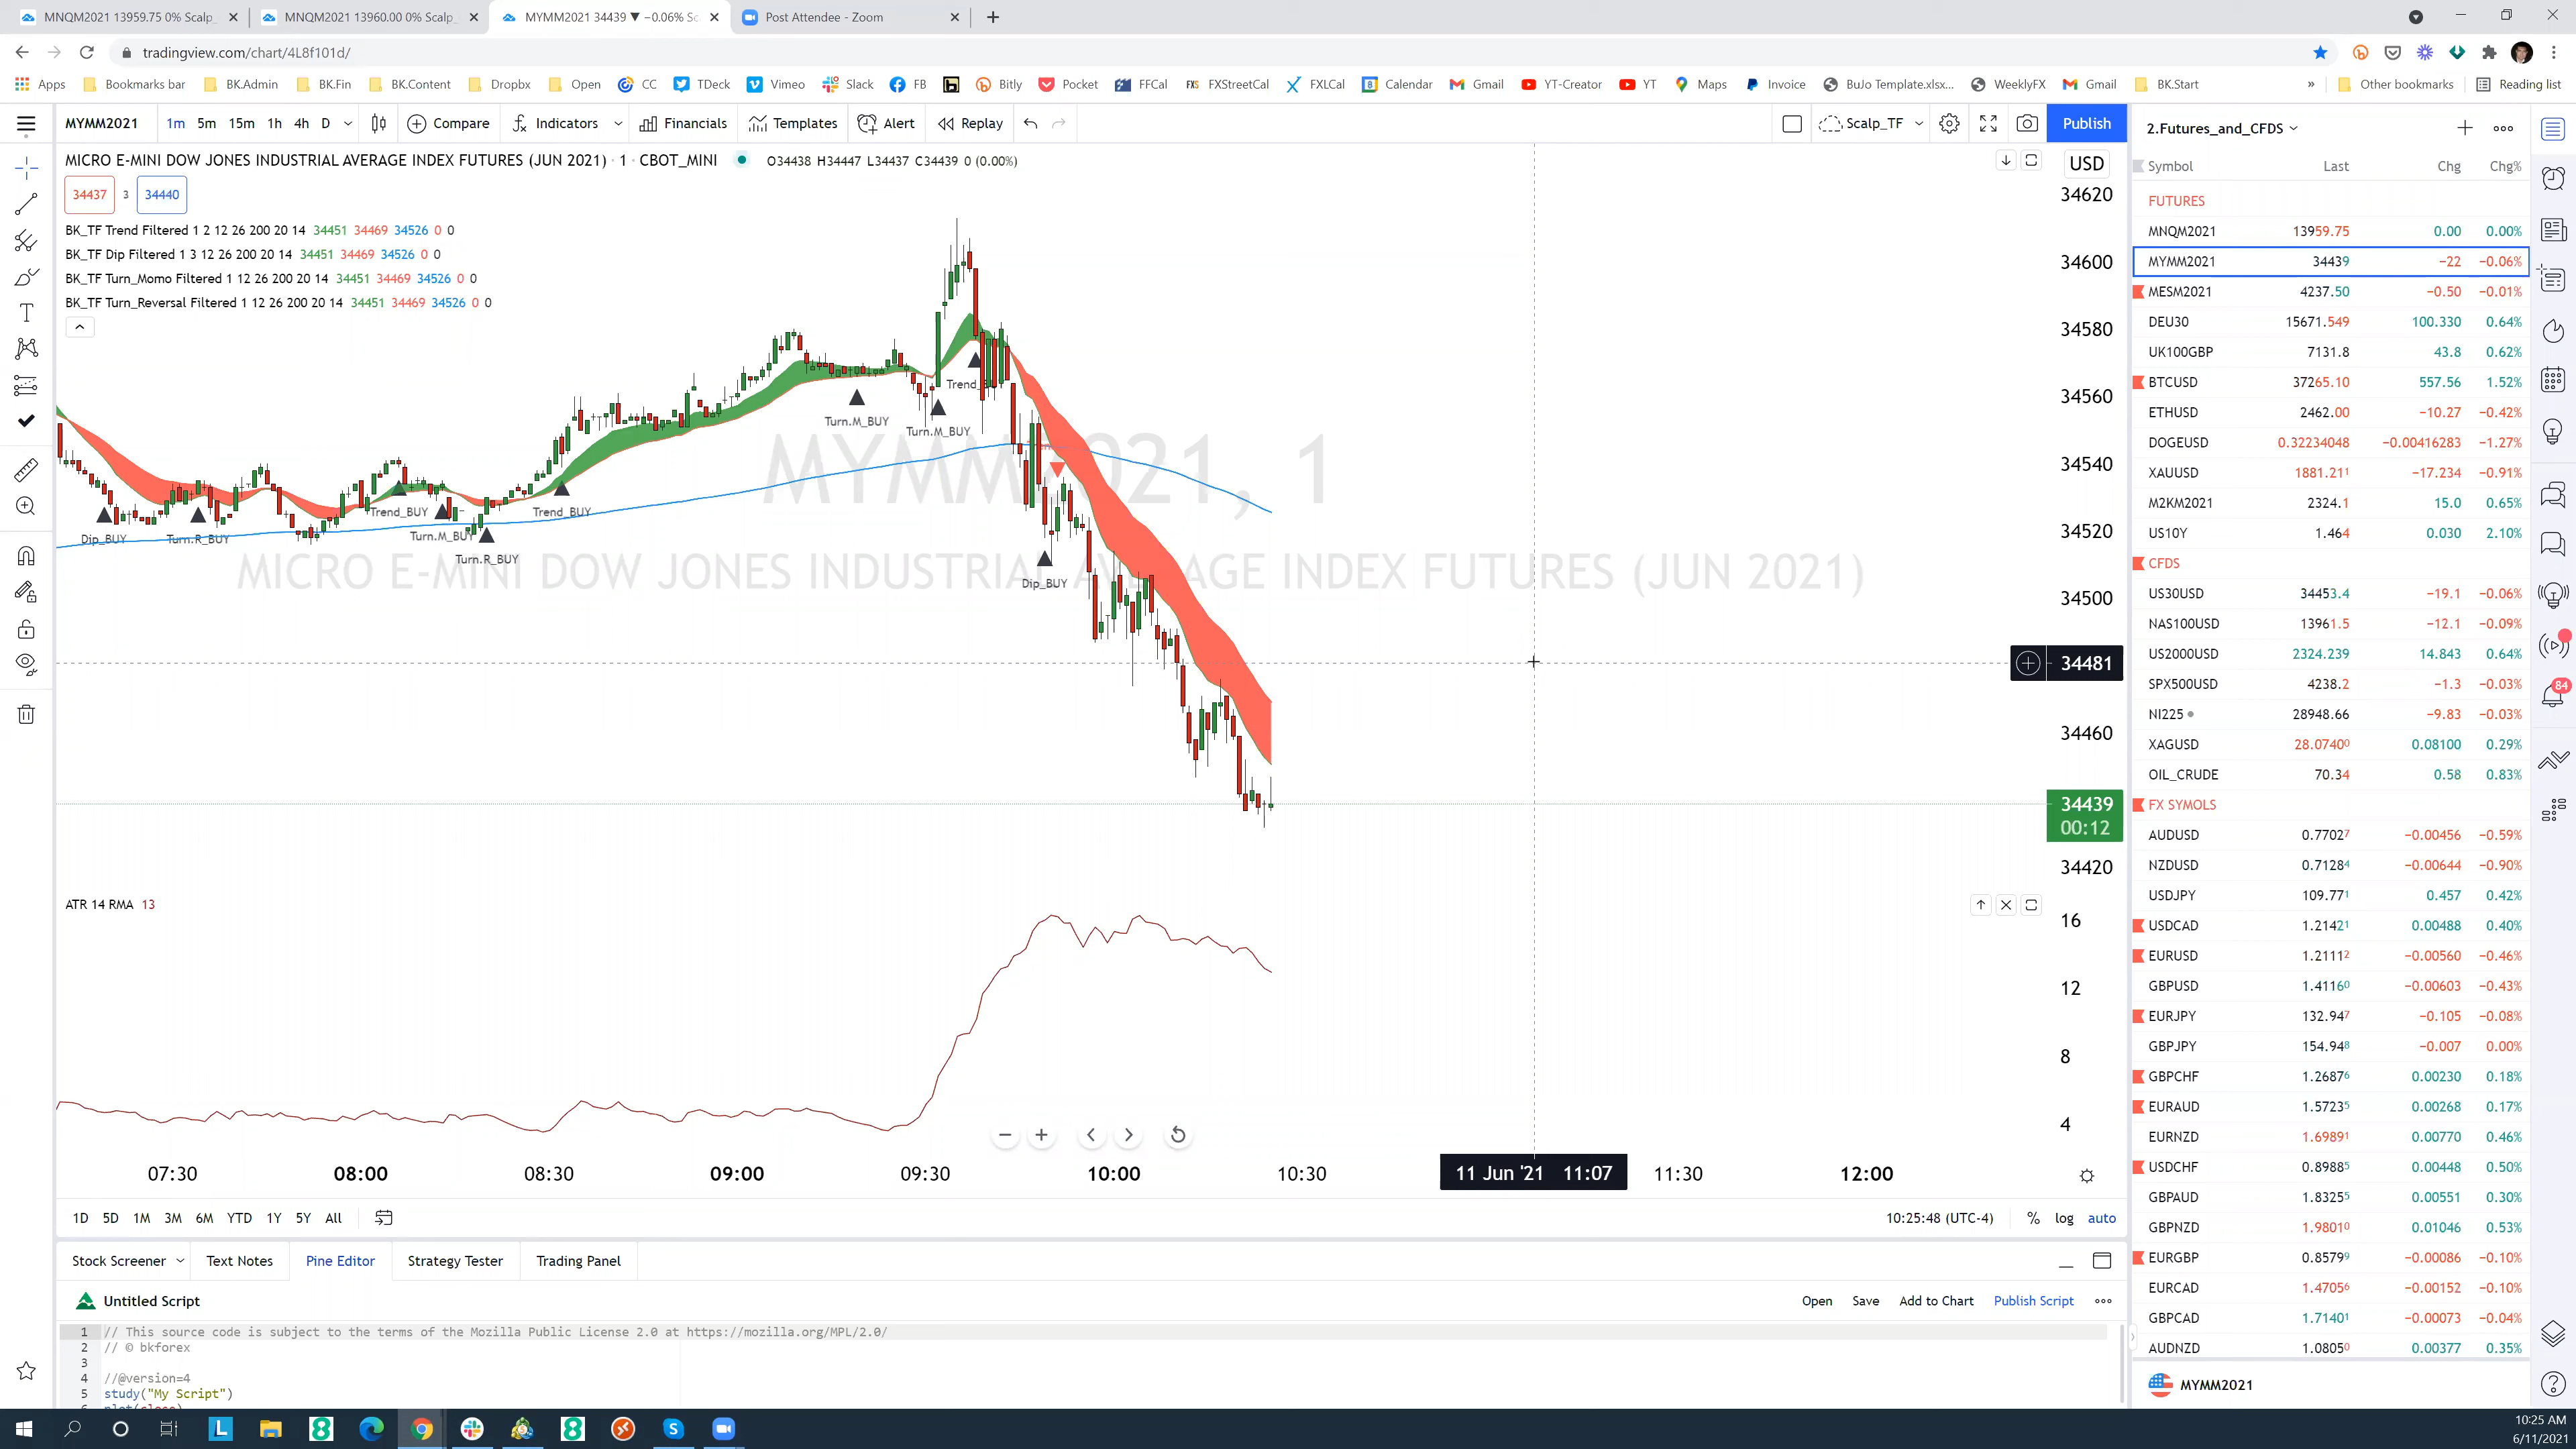 MNQM2021 13959.75 0% Scalp_
MNQM2021 13960.00 0% Scalp_
MYMM2021 34439 ▼ −0.06% Sc
Post Attendee - Zoom
tradingview.com/chart/4L8f101d/
Apps Bookmarks bar BK.Admin BK.Fin BK.Content Dropbx Open CC TDeck Vimeo Slack FB Bitly Pocket FFCal FXStreetCal FXLCal Calendar Gmail YT-Creator YT Maps Invoice BuJo Template.xlsx... WeeklyFX Gmail BK.Start » Other bookmarks Reading list
MYMM2021 1m 5m 15m 1h 4h D Compare Indicators Financials Templates Alert Replay Scalp_TF Publish
MICRO E-MINI DOW JONES INDUSTRIAL AVERAGE INDEX FUTURES (JUN 2021) · 1 · CBOT_MINI O34438 H34447 L34437 C34439 0 (0.00%)
34437 3 34440
BK_TF Trend Filtered 1 2 12 26 200 20 14 34451 34469 34526 0 0
BK_TF Dip Filtered 1 3 12 26 200 20 14 34451 34469 34526 0 0
BK_TF Turn_Momo Filtered 1 12 26 200 20 14 34451 34469 34526 0 0
BK_TF Turn_Reversal Filtered 1 12 26 200 20 14 34451 34469 34526 0 0
MYMM2021, 1
MICRO E-MINI DOW JONES INDUSTRIAL AVERAGE INDEX FUTURES (JUN 2021)
Dip_BUY
Turn.R_BUY
Trend_BUY
Turn.M_BUY
Turn.R_BUY
Trend_BUY
Turn.M_BUY
Turn.M_BUY
Dip_BUY
USD
34620
34600
34580
34560
34540
34520
34500
34481
34460
34439
00:12
34420
ATR 14 RMA 13
16
12
8
4
07:30 08:00 08:30 09:00 09:30 10:00 10:30 11 Jun '21 11:07 11:30 12:00
1D 5D 1M 3M 6M YTD 1Y 5Y All 10:25:48 (UTC-4) % log auto
Stock Screener Text Notes Pine Editor Strategy Tester Trading Panel
Untitled Script Open Save Add to Chart Publish Script
1 // This source code is subject to the terms of the Mozilla Public License 2.0 at https://mozilla.org/MPL/2.0/
2 // © bkforex
3
4 //@version=4
5 study("My Script")
2.Futures_and_CFDS
Symbol Last Chg Chg%
FUTURES
MNQM2021 13959.75 0.00 0.00%
MYMM2021 34439 −22 −0.06%
MESM2021 4237.50 −0.50 −0.01%
DEU30 15671.549 100.330 0.64%
UK100GBP 7131.8 43.8 0.62%
BTCUSD 37265.10 557.56 1.52%
ETHUSD 2462.00 −10.27 −0.42%
DOGEUSD 0.32234048 −0.00416283 −1.27%
XAUUSD 1881.211 −17.234 −0.91%
M2KM2021 2324.1 15.0 0.65%
US10Y 1.464 0.030 2.10%
CFDS
US30USD 34453.4 −19.1 −0.06%
NAS100USD 13961.5 −12.1 −0.09%
US2000USD 2324.239 14.843 0.64%
SPX500USD 4238.2 −1.3 −0.03%
NI225 28948.66 −9.83 −0.03%
XAGUSD 28.0740 0.08100 0.29%
OIL_CRUDE 70.34 0.58 0.83%
FX SYMOLS
AUDUSD 0.77027 −0.00456 −0.59%
NZDUSD 0.71284 −0.00644 −0.90%
USDJPY 109.771 0.457 0.42%
USDCAD 1.21421 0.00488 0.40%
EURUSD 1.21112 −0.00560 −0.46%
GBPUSD 1.41160 −0.00603 −0.43%
EURJPY 132.947 −0.105 −0.08%
GBPJPY 154.948 −0.007 0.00%
GBPCHF 1.26876 0.00230 0.18%
EURAUD 1.57235 0.00268 0.17%
EURNZD 1.69891 0.00770 0.46%
USDCHF 0.89885 0.00448 0.50%
GBPAUD 1.83255 0.00551 0.30%
GBPNZD 1.98010 0.01046 0.53%
EURGBP 0.85799 −0.00086 −0.10%
EURCAD 1.47056 −0.00152 −0.10%
GBPCAD 1.71401 −0.00073 −0.04%
AUDNZD 1.08050 0.00377 0.35%
MYMM2021
84
10:25 AM
6/11/2021